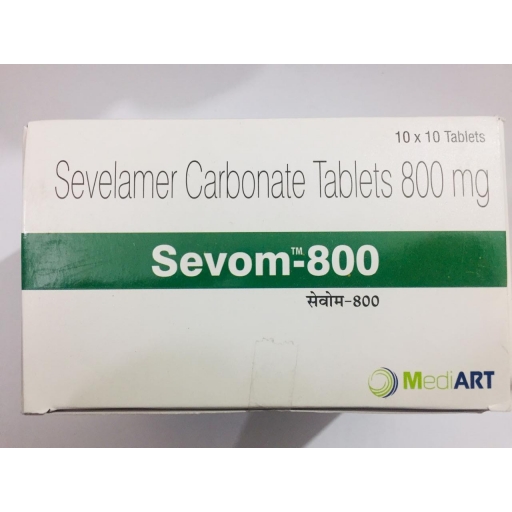 10 x 10 Tablets
Sevelamer Carbonate Tablets 800 mg
Sevom™-800
सेवोम-800
MediART